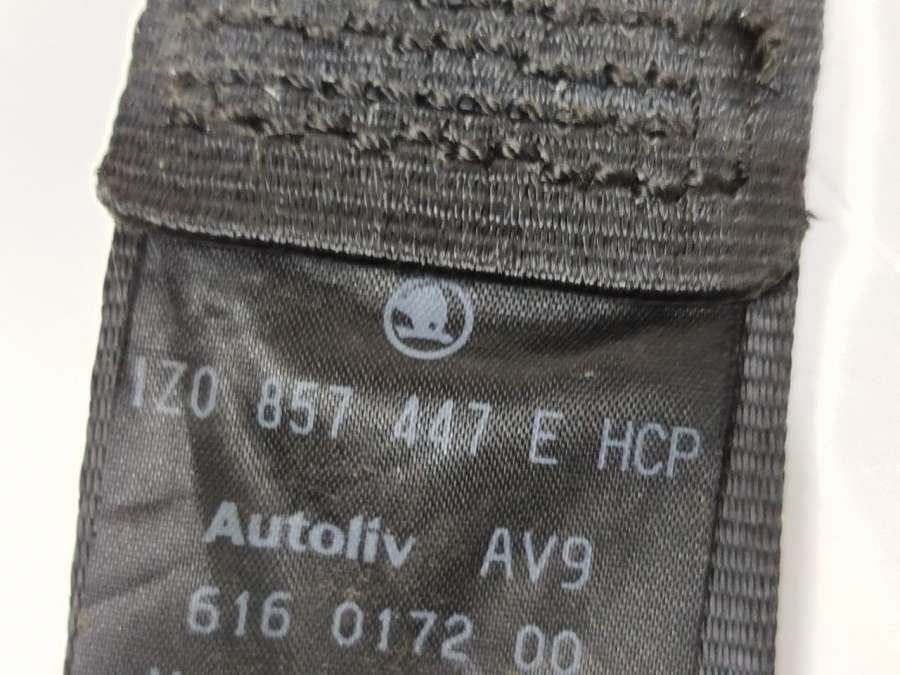 1Z0 857 447 E HCP
Autoliv AV9
616 0172 00